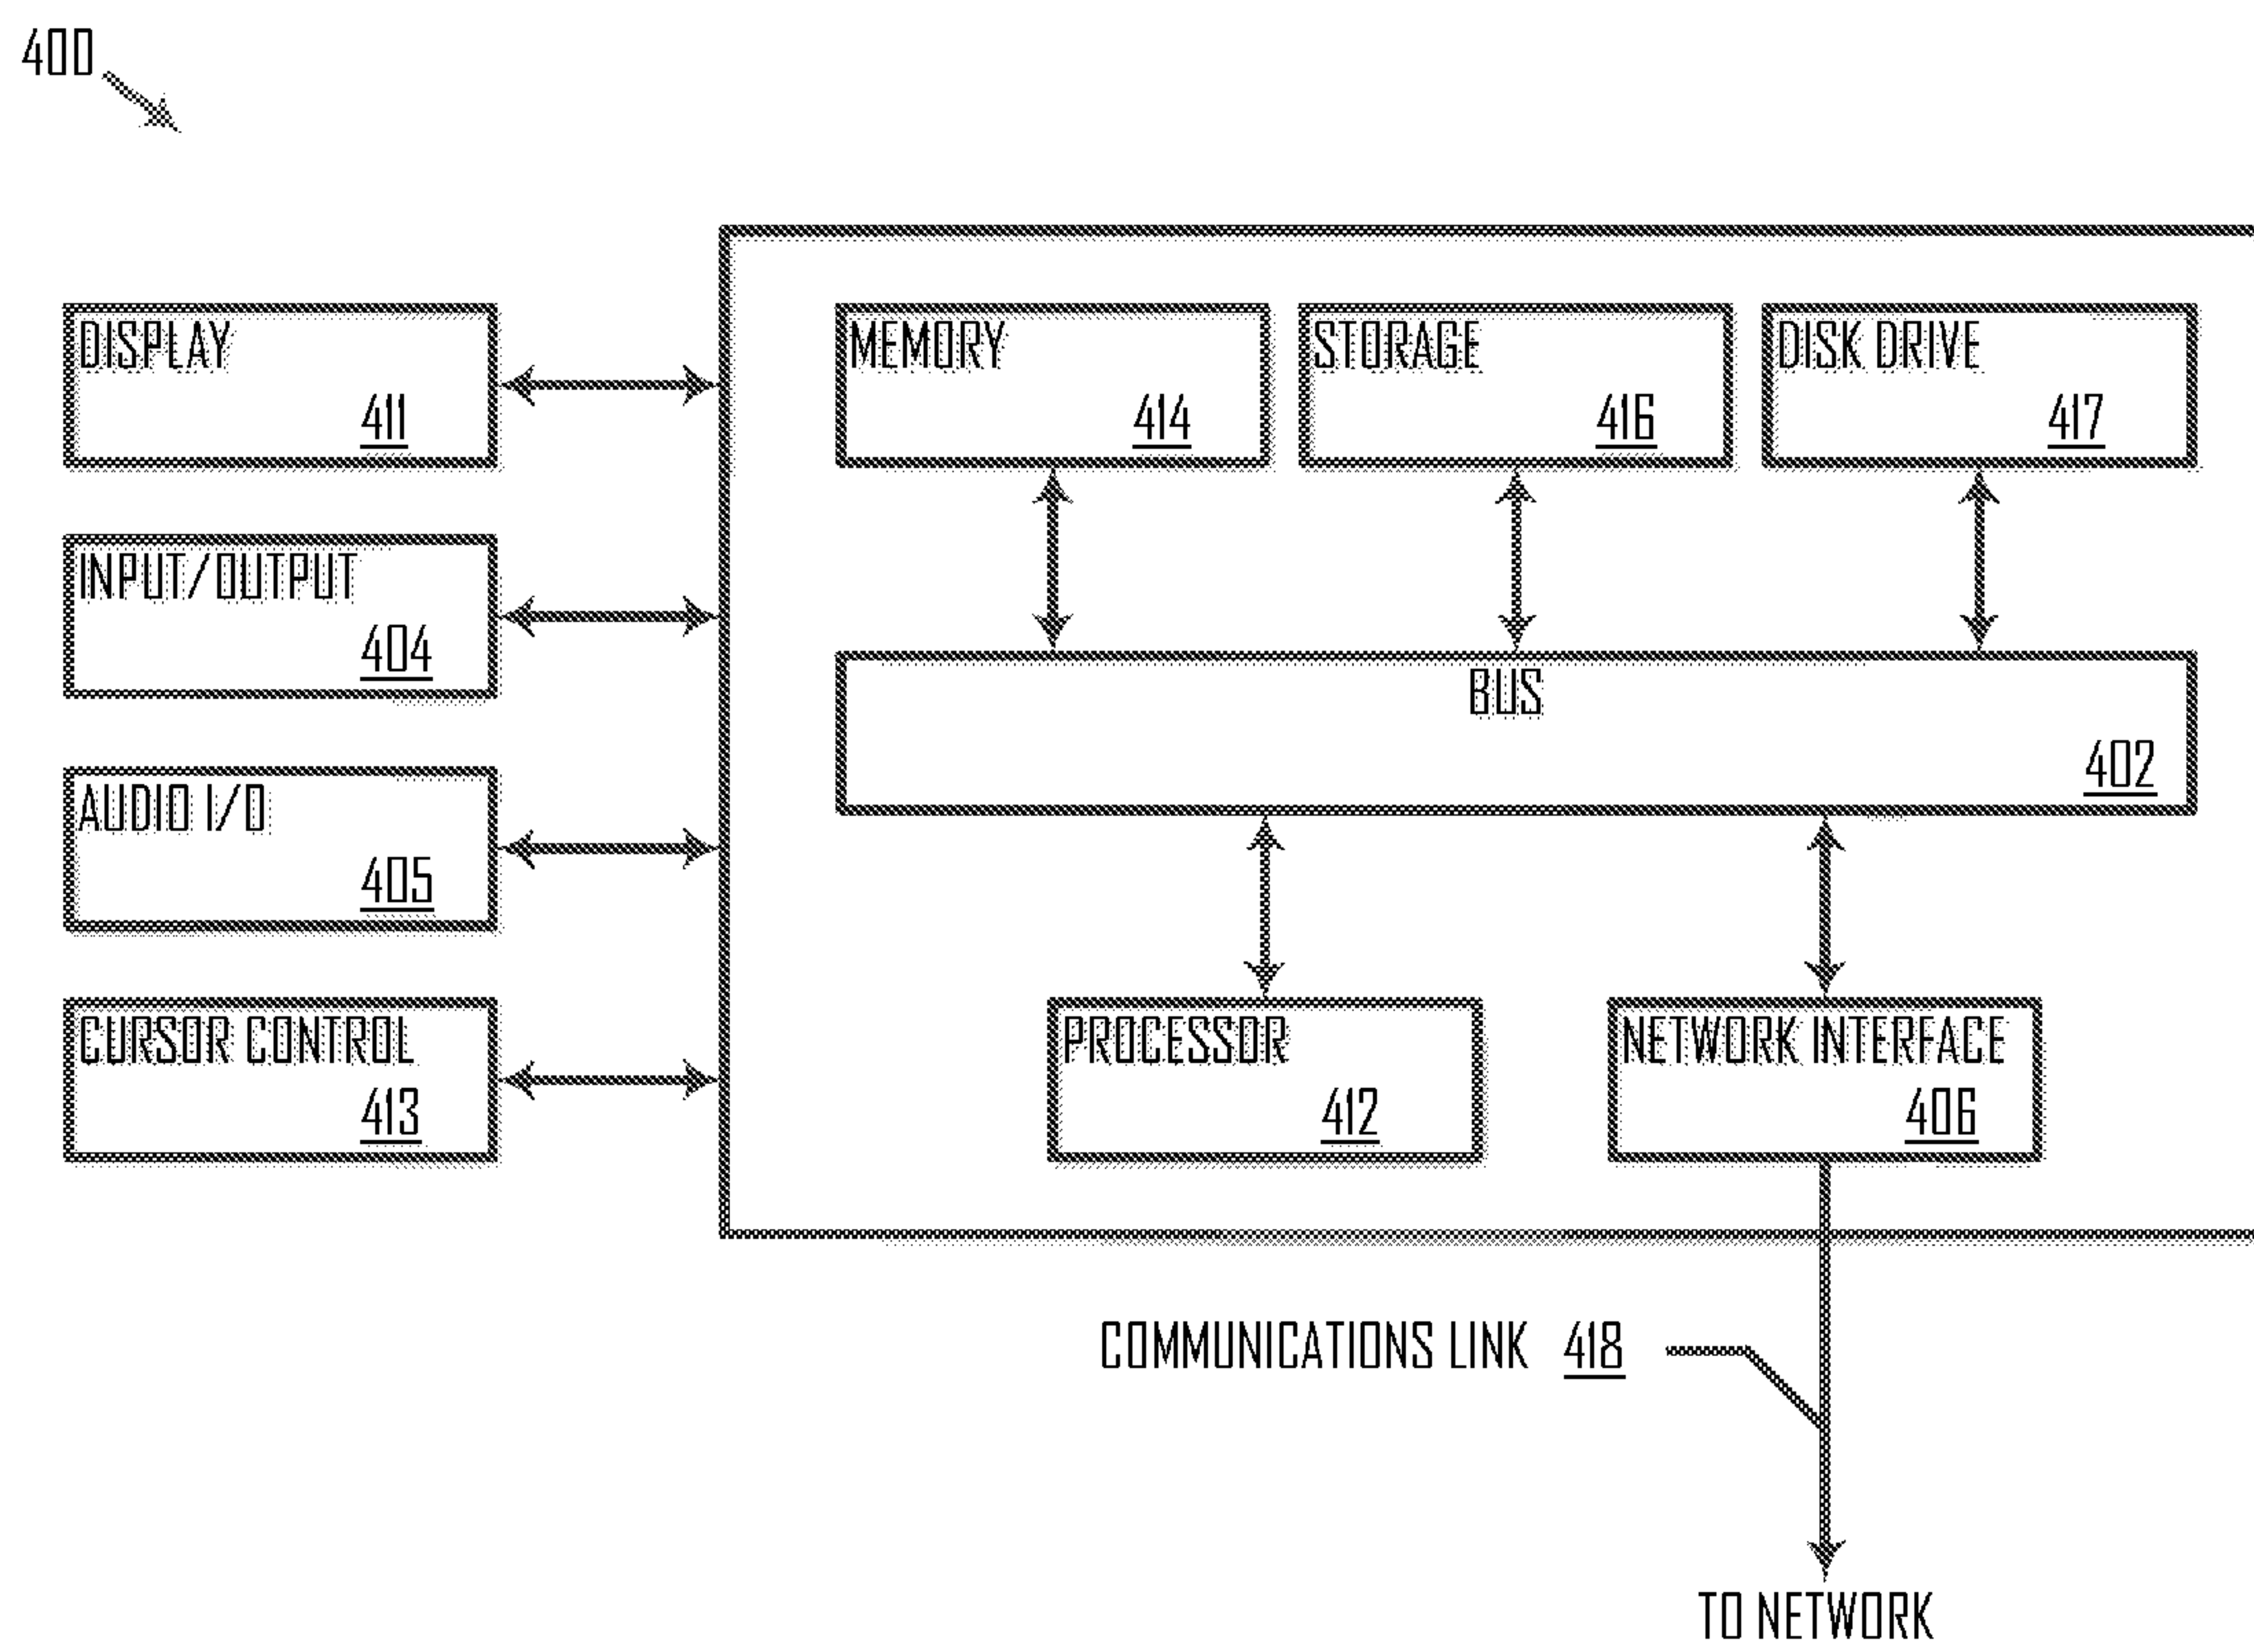 400
DISPLAY
411
MEMORY
414
STORAGE
416
DISK DRIVE
417
INPUT/OUTPUT
404
BUS
402
AUDIO I/O
405
CURSOR CONTROL
413
PROCESSOR
412
NETWORK INTERFACE
406
COMMUNICATIONS LINK 418
TO NETWORK